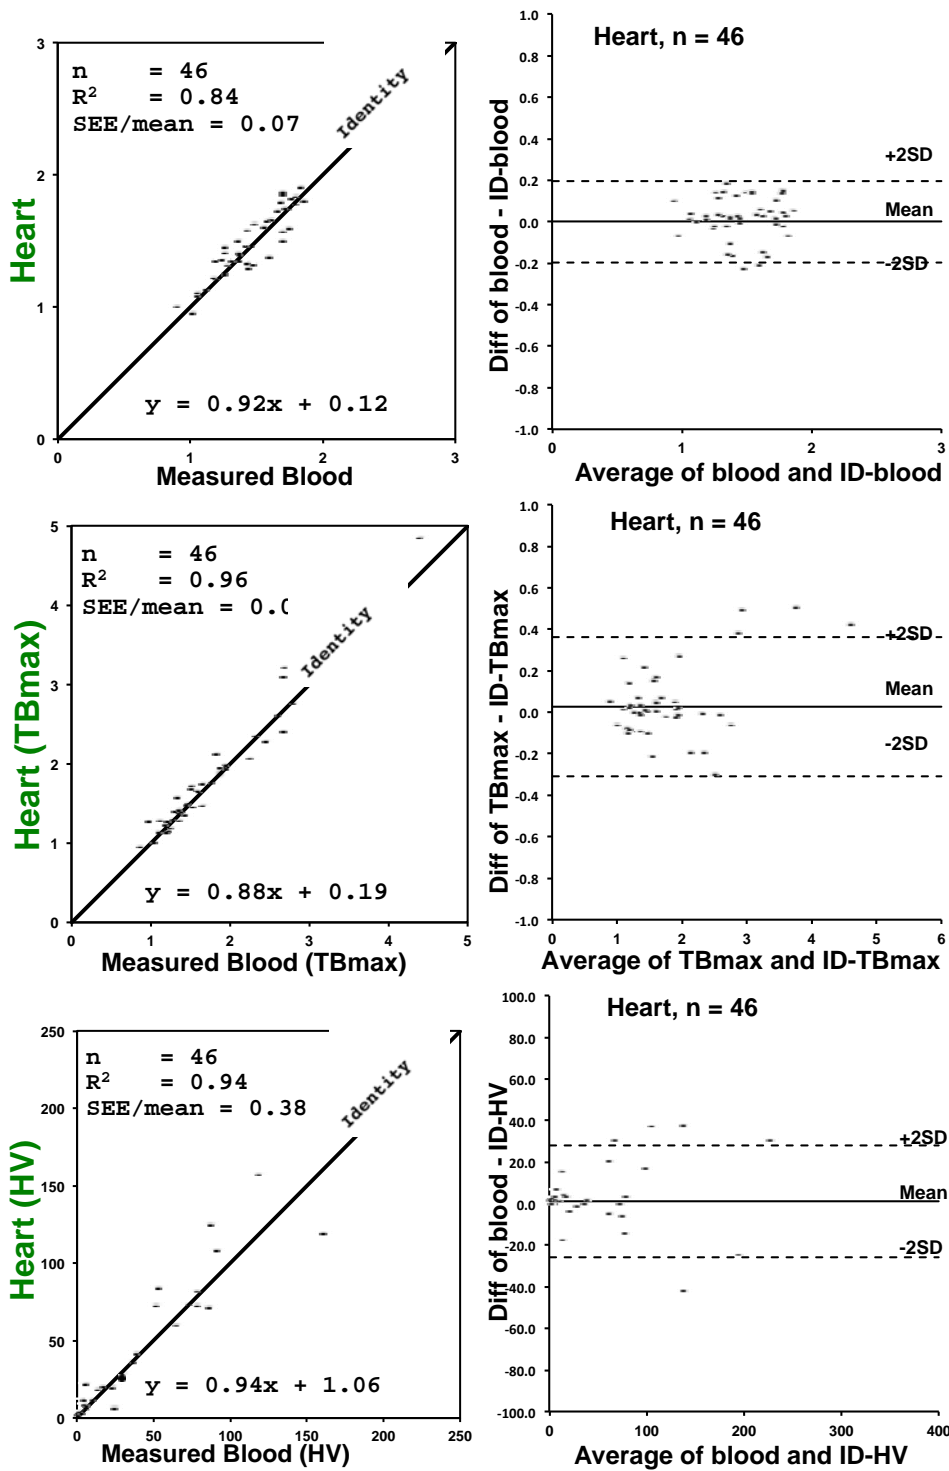 Heart
3
2
1
0
n = 46
R² = 0.84
SEE/mean = 0.07
Identity
y = 0.92x + 0.12
0 1 2 3
Measured Blood
Diff of blood - ID-blood
1.0
0.8
0.6
0.4
0.2
0.0
-0.2
-0.4
-0.6
-0.8
-1.0
Heart, n = 46
+2SD
Mean
-2SD
0 1 2 3
Average of blood and ID-blood
Heart (TBmax)
5
4
3
2
1
0
n = 46
R² = 0.96
SEE/mean = 0.0
Identity
y = 0.88x + 0.19
0 1 2 3 4 5
Measured Blood (TBmax)
Diff of TBmax - ID-TBmax
1.0
0.8
0.6
0.4
0.2
0.0
-0.2
-0.4
-0.6
-0.8
-1.0
Heart, n = 46
+2SD
Mean
-2SD
0 1 2 3 4 5 6
Average of TBmax and ID-TBmax
Heart (HV)
250
200
150
100
50
0
n = 46
R² = 0.94
SEE/mean = 0.38
Identity
y = 0.94x + 1.06
0 50 100 150 200 250
Measured Blood (HV)
Diff of blood - ID-HV
100.0
80.0
60.0
40.0
20.0
0.0
-20.0
-40.0
-60.0
-80.0
-100.0
Heart, n = 46
+2SD
Mean
-2SD
0 100 200 300 400
Average of blood and ID-HV